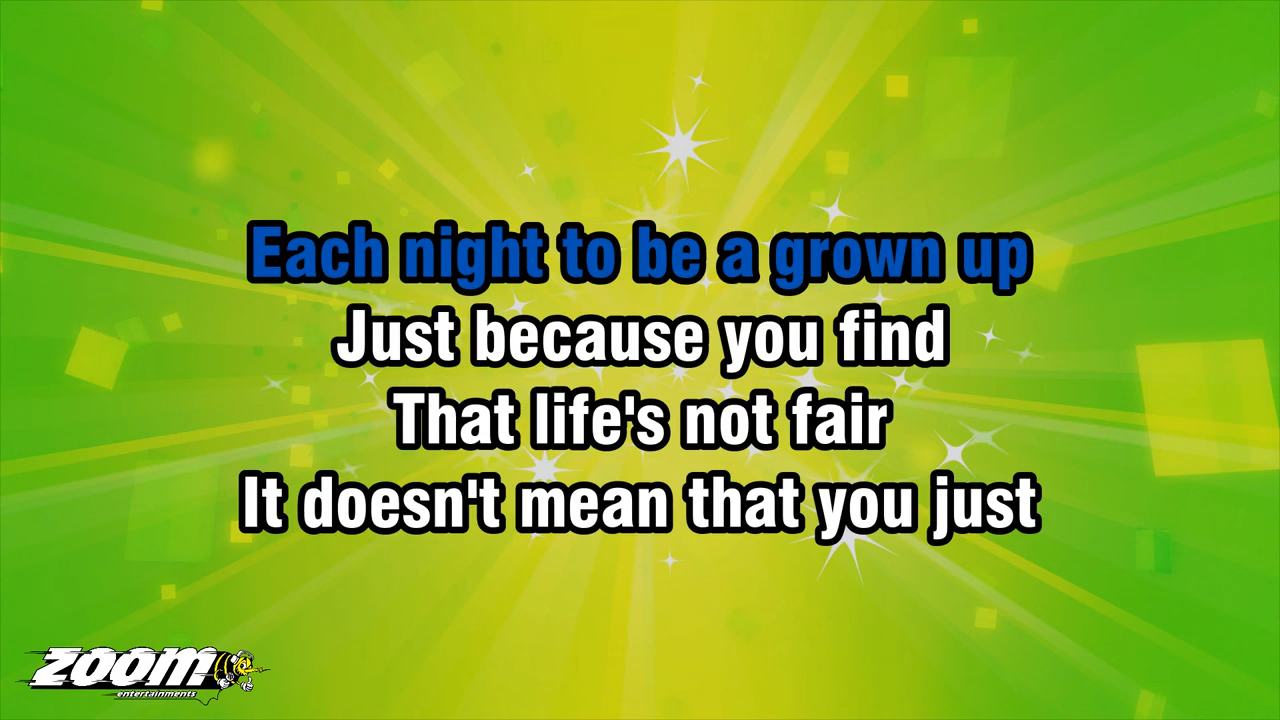 Each night to be a grown up
Just because you find
That life's not fair
It doesn't mean that you just
ZOOM
entertainments